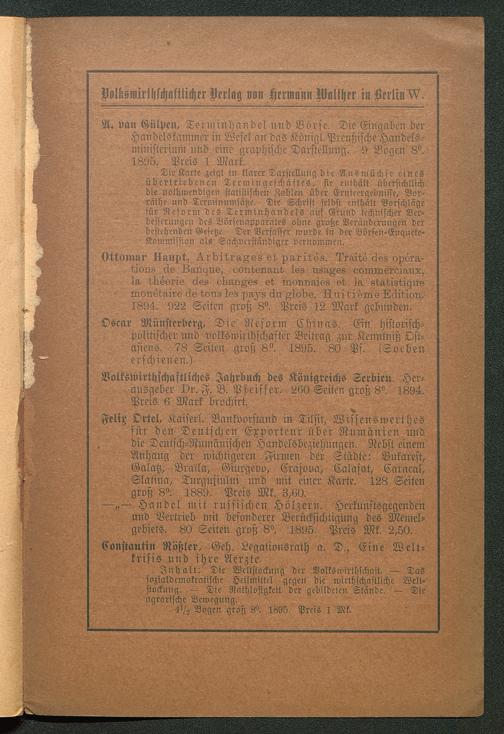 Volkswirthschaftlicher Verlag von Hermann Walther in Berlin W.
A. van Gülpen, Terminhandel und Börse. Die Eingaben der
Handelskammer in Wesel an das Königl. Preußische Handels-
ministerium und eine graphische Darstellung. 9 Bogen 8º.
1895. Preis 1 Mark.
Die Karte zeigt in klarer Darstellung die Auswüchse eines
übertriebenen Termingeschäftes, sie enthält übersichtlich
die nothwendigen statistischen Zahlen über Ernteergebnisse, Vor-
räthe und Terminumsätze. Die Schrift selbst enthält Vorschläge
für Reform des Terminhandels auf Grund technischer Ver-
besserungen des Börsenapparates ohne große Veränderungen der
bestehenden Gesetze. Der Verfasser wurde in der Börsen-Enquete-
Kommission als Sachverständiger vernommen.
Ottomar Haupt, Arbitrages et parités. Traité des opéra-
tions de Banque, contenant les usages commerciaux,
la théorie des changes et monnaies et la statistique
monétaire de tous les pays du globe. Huitième Edition.
1894. 922 Seiten groß 8º. Preis 12 Mark gebunden.
Oscar Münsterberg. Die Reform Chinas. Ein historisch-
politischer und volkswirthschafter Beitrag zur Kenntniß Ost-
asiens. 78 Seiten groß 8º. 1895. 80 Pf. (Soeben
erschienen.)
Volkswirthschaftliches Jahrbuch des Königreichs Serbien. Her-
ausgeber Dr. F. B. Pfeiffer. 260 Seiten groß 8º. 1894.
Preis 6 Mark brochirt.
Felix Ortel. Kaiserl. Bankvorstand in Tilsit, Wissenswerthes
für den Deutschen Exporteur über Rumänien und
die Deutsch-Rumänischen Handelsbeziehungen. Nebst einem
Anhang der wichtigeren Firmen der Städte: Bukarest,
Galatz, Braila, Giurgevo, Crajova, Calafat, Caracal,
Slatina, Turgujiului und mit einer Karte. 128 Seiten
groß 8º. 1889. Preis Mk. 3,60.
—„— Handel mit russischen Hölzern. Herkunftsgegenden
und Vertrieb mit besonderer Berücksichtigung des Memel-
gebiets. 80 Seiten groß 8º. 1895. Preis Mk. 2,50.
Constantin Rößler, Geh. Legationsrath a. D., Eine Welt-
krisis und ihre Aerzte.
Inhalt: Die Weltstockung der Volkswirthschaft. — Das
sozialdemokratische Heilmittel gegen die wirthschaftliche Welt-
stockung. — Die Rathlosigkeit der gebildeten Stände. — Die
agrarische Bewegung.
4½ Bogen groß 8º. 1895. Preis 1 Mk.